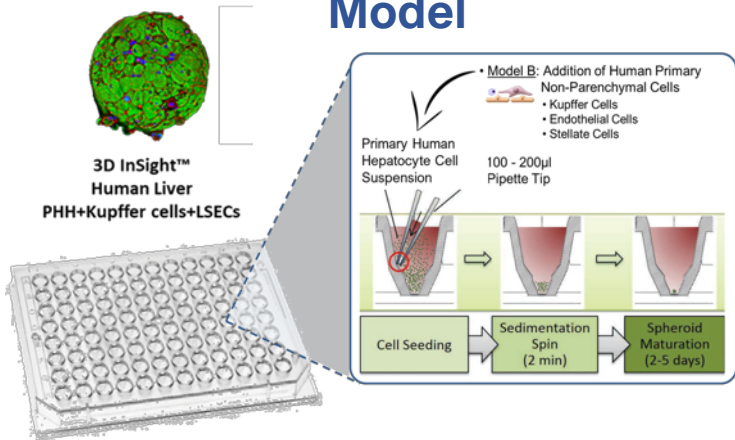 Model
3D InSight™
Human Liver
PHH+Kupffer cells+LSECs
• Model B: Addition of Human Primary
Non-Parenchymal Cells
• Kupffer Cells
• Endothelial Cells
• Stellate Cells
Primary Human
Hepatocyte Cell
Suspension
100 - 200µl
Pipette Tip
Cell Seeding
Sedimentation
Spin
(2 min)
Spheroid
Maturation
(2-5 days)